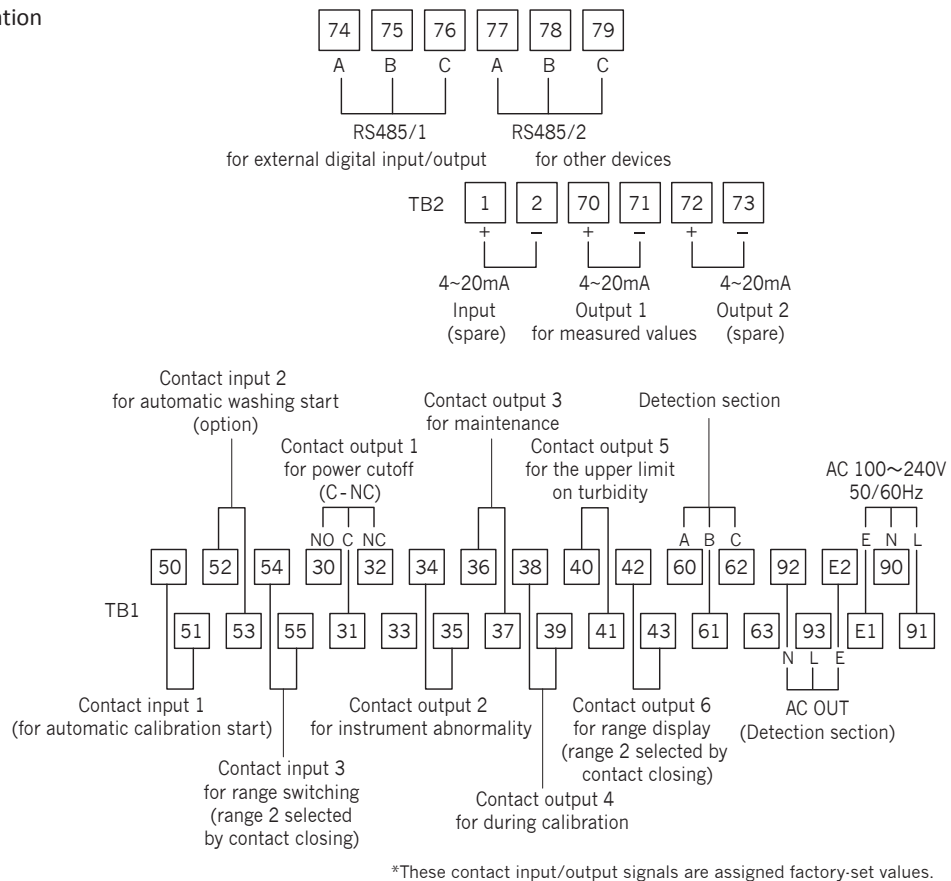 ation
74 75 76 77 78 79
A B C A B C
RS485/1 RS485/2
for external digital input/output for other devices
TB2 1 2 70 71 72 73
+ − + − + −
4~20mA 4~20mA 4~20mA
Input Output 1 Output 2
(spare) for measured values (spare)
Contact input 2
for automatic washing start
(option)
Contact output 1
for power cutoff
(C-NC)
Contact output 3
for maintenance
Contact output 5
for the upper limit
on turbidity
Detection section
AC 100~240V
50/60Hz
NO C NC A B C E N L
50 52 54 30 32 34 36 38 40 42 60 62 92 E2 90
TB1
51 53 55 31 33 35 37 39 41 43 61 63 93 E1 91
N L E
Contact input 1
(for automatic calibration start)
Contact input 3
for range switching
(range 2 selected
by contact closing)
Contact output 2
for instrument abnormality
Contact output 4
for during calibration
Contact output 6
for range display
(range 2 selected by
contact closing)
AC OUT
(Detection section)
*These contact input/output signals are assigned factory-set values.